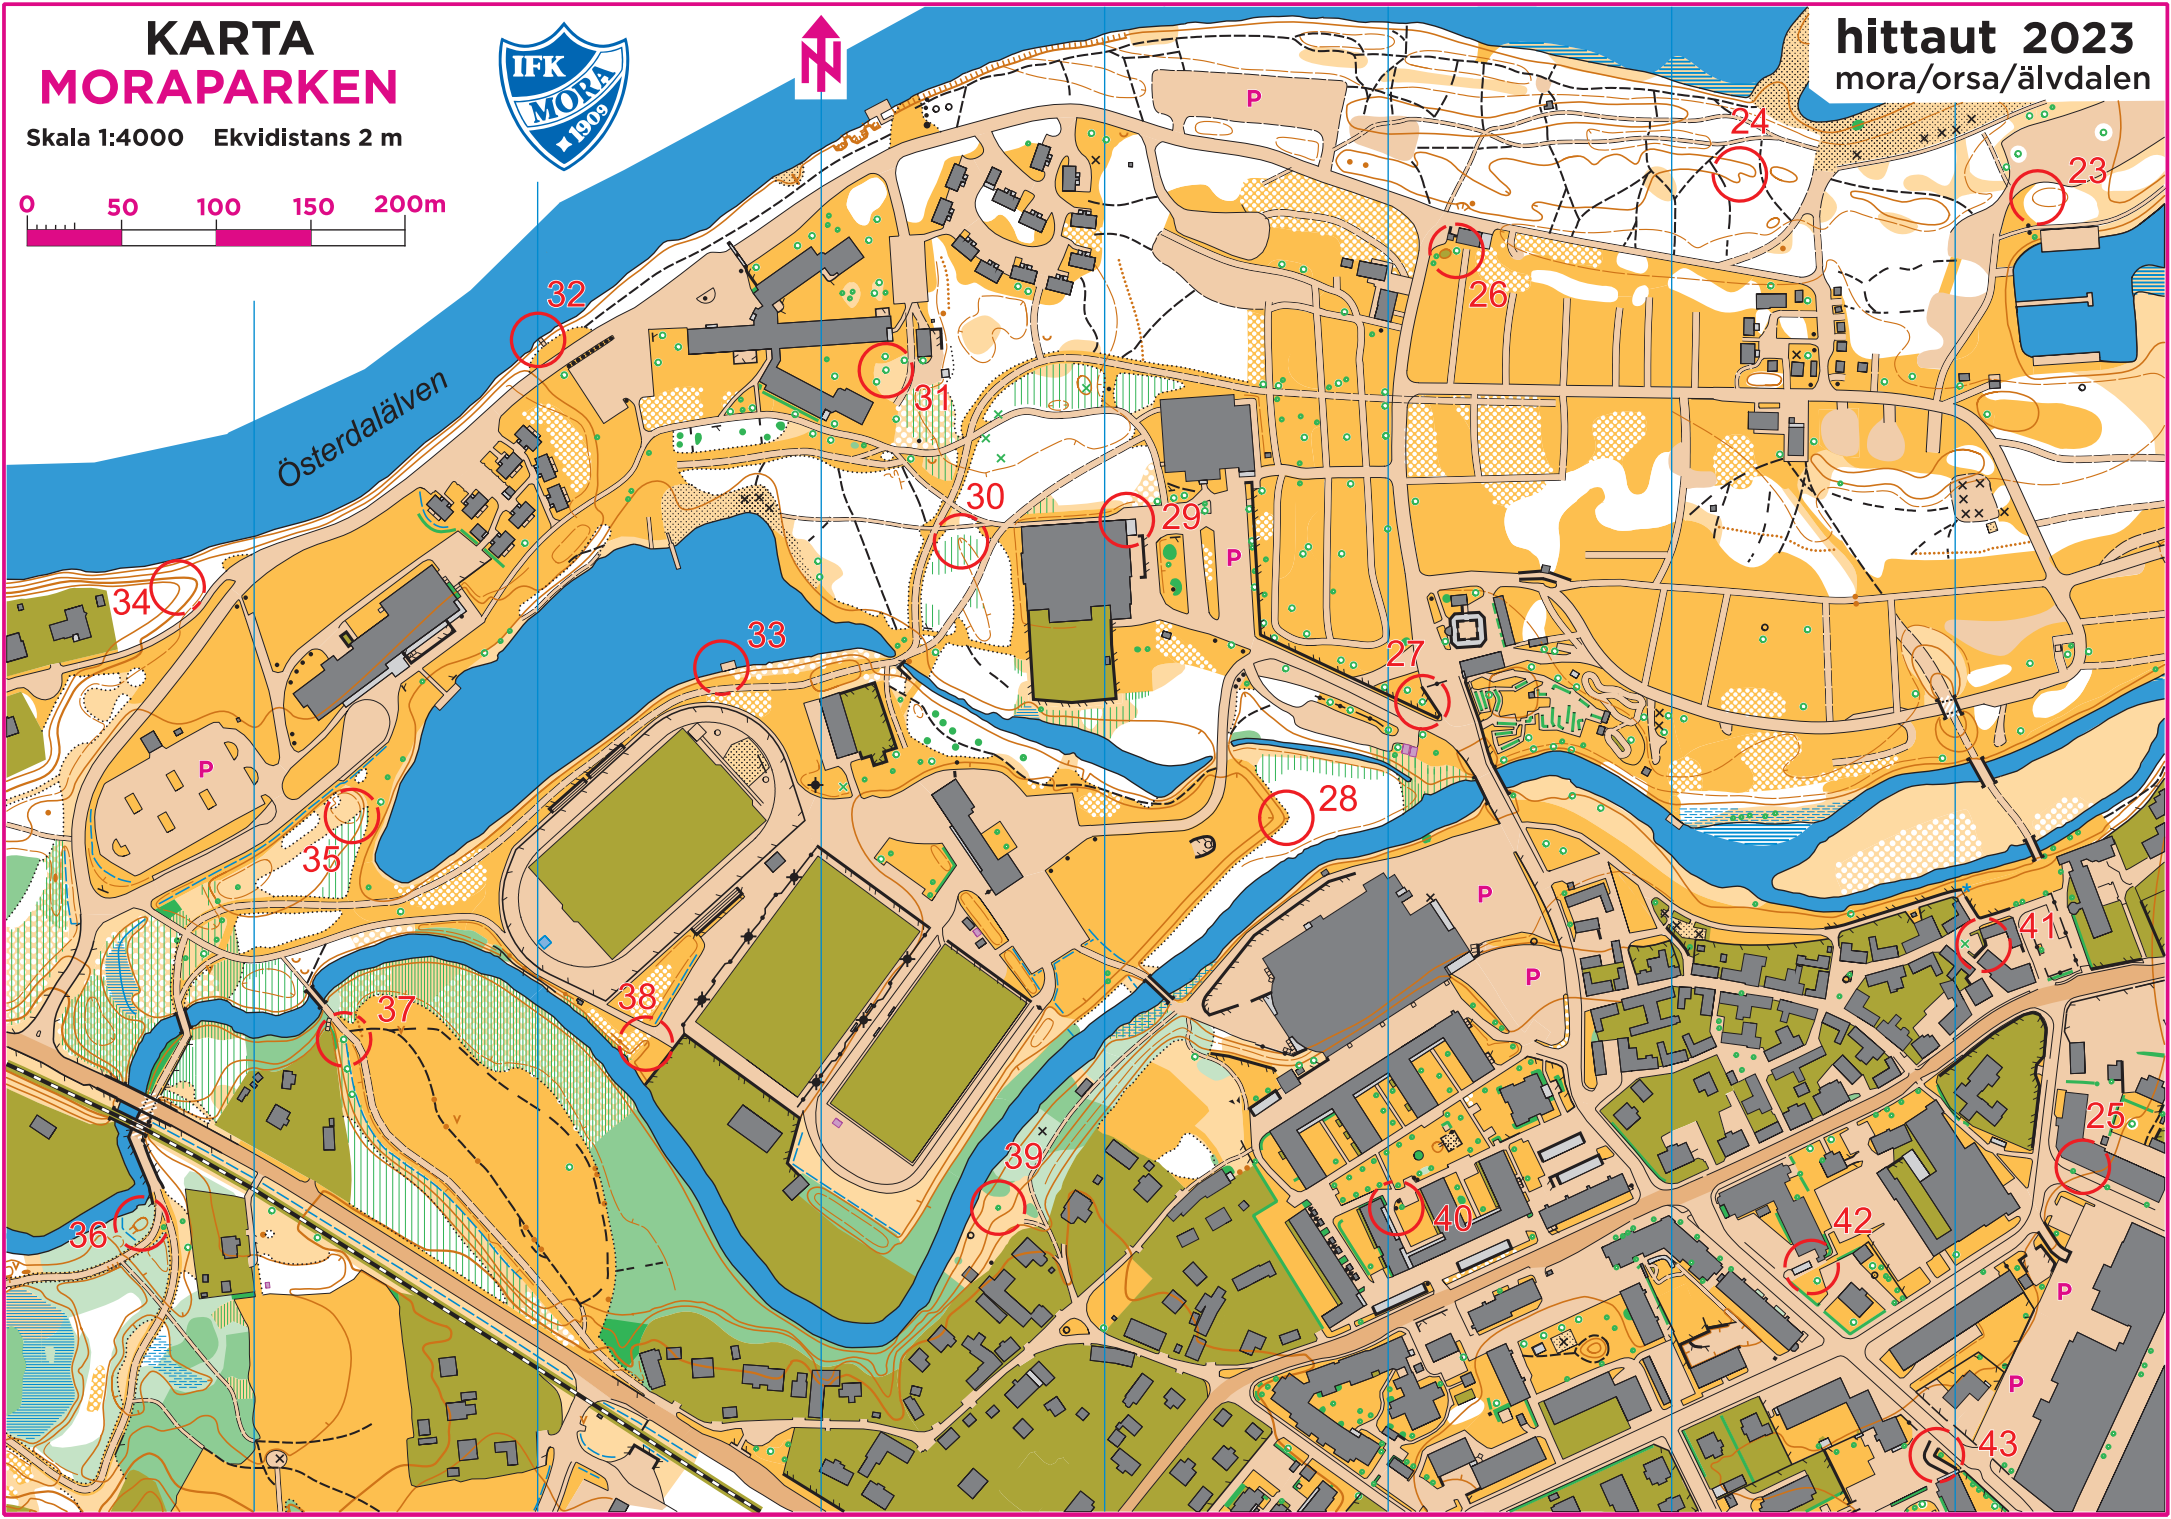 KARTA
MORAPARKEN
Skala 1:4000 Ekvidistans 2 m
0 50 100 150 200m
IFK
MORA
1909
N
hittaut 2023
mora/orsa/älvdalen
P
24
23
26
32
Österdalälven
31
30
29
P
34
33
27
P
28
35
P
P
41
37
38
25
39
36
40
42
P
P
43